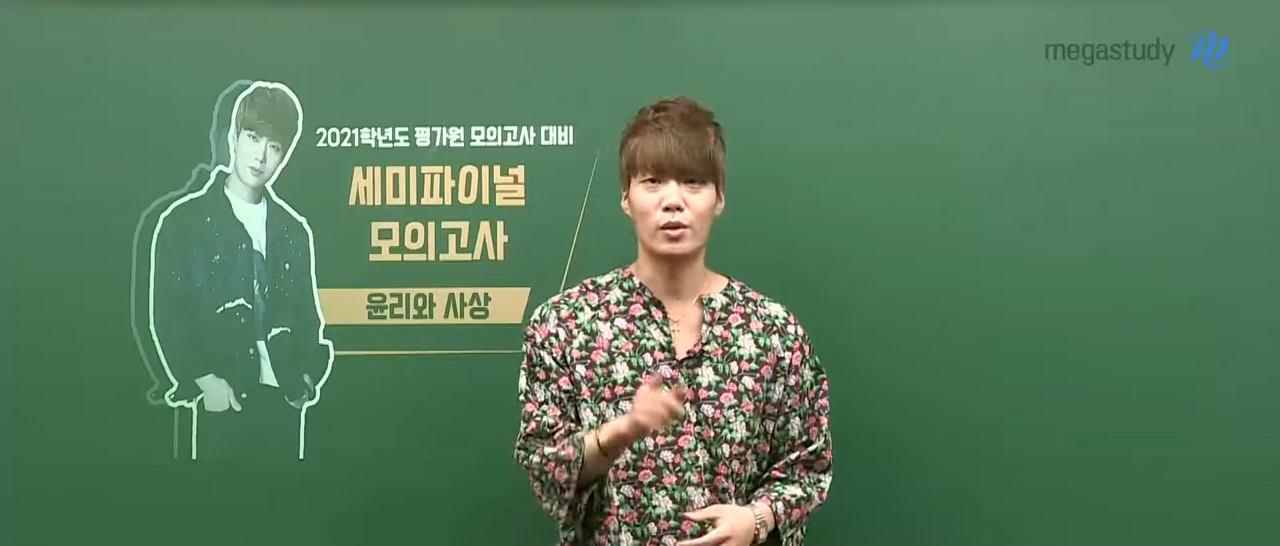 megastudy
2021학년도 평가원 모의고사 대비
세미파이널
모의고사
윤리와 사상